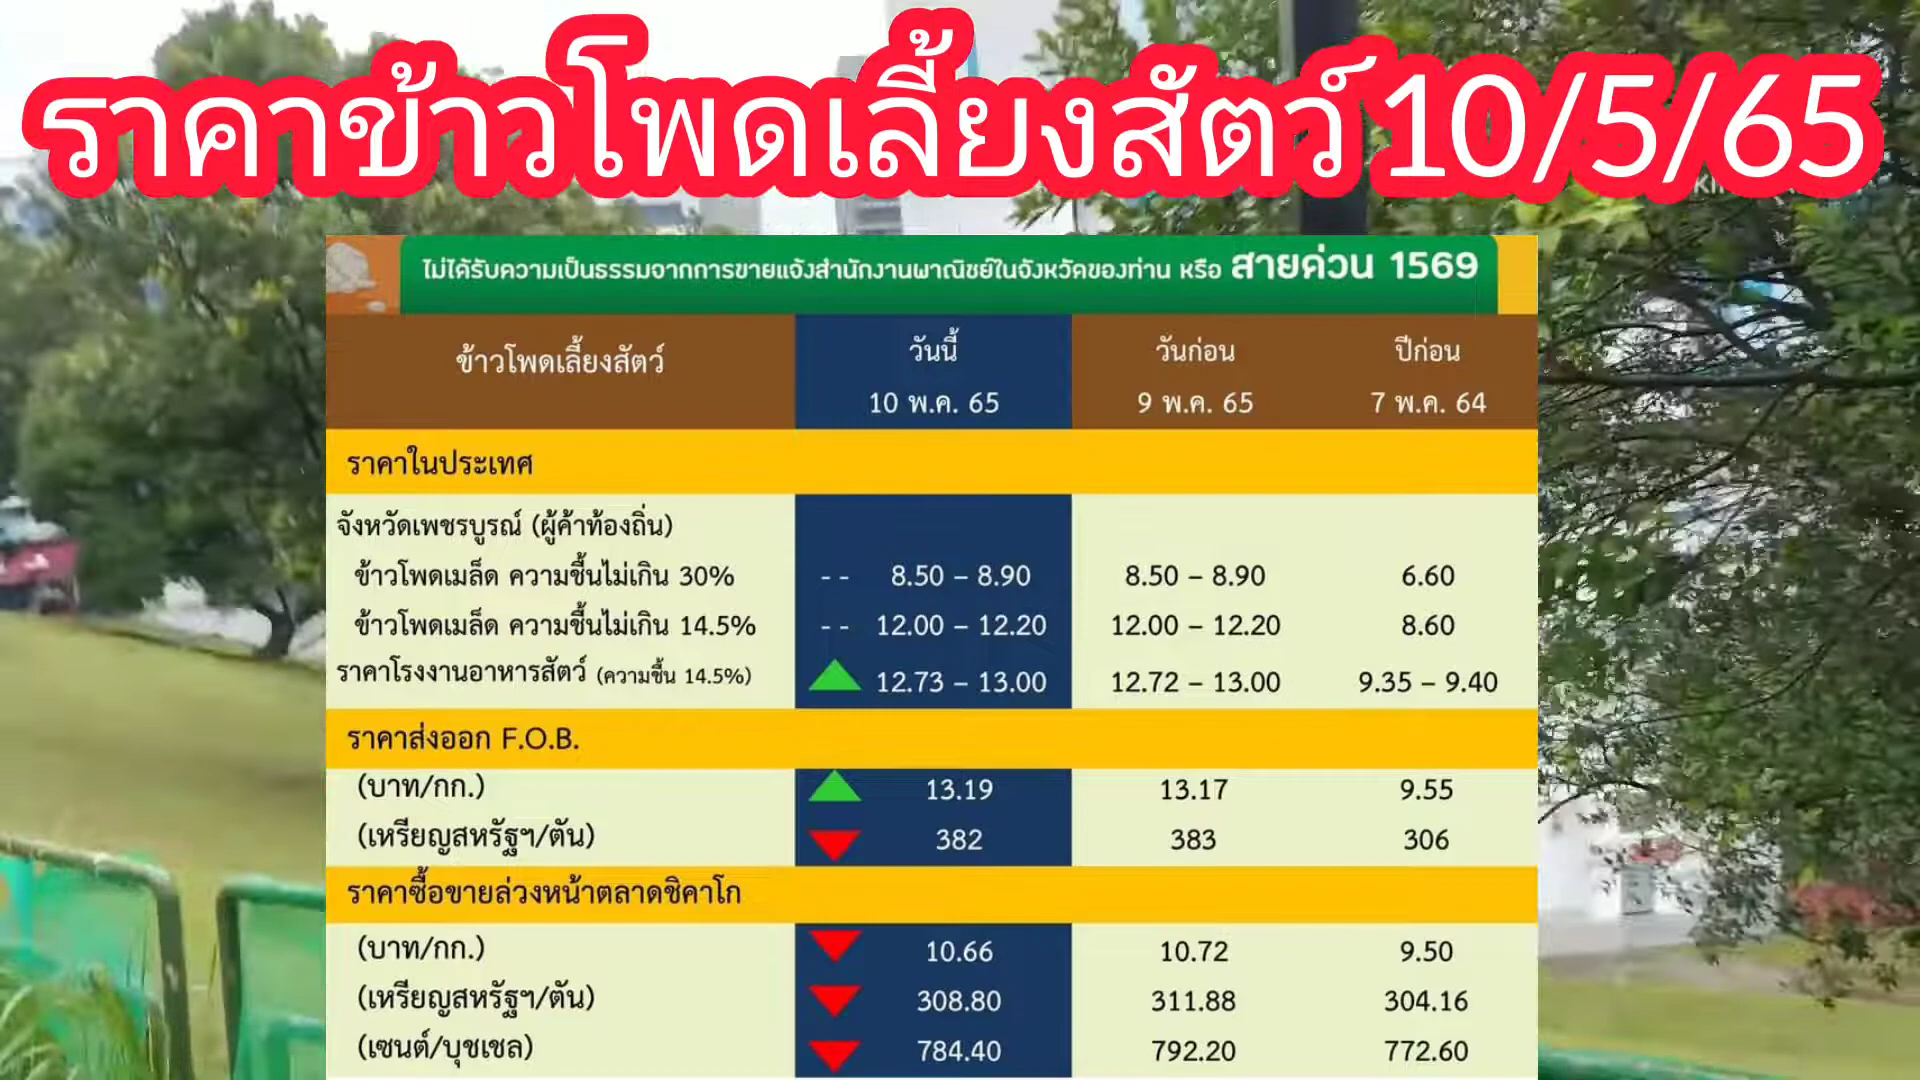 ราคาข้าวโพดเลี้ยงสัตว์ 10/5/65
ไม่ได้รับความเป็นธรรมจากการขายแจ้งสำนักงานพาณิชย์ในจังหวัดของท่าน หรือ สายด่วน 1569
ข้าวโพดเลี้ยงสัตว์ วันนี้ วันก่อน ปีก่อน
10 พ.ค. 65 9 พ.ค. 65 7 พ.ค. 64
ราคาในประเทศ
จังหวัดเพชรบูรณ์ (ผู้ค้าท้องถิ่น)
ข้าวโพดเมล็ด ความชื้นไม่เกิน 30% - - 8.50 – 8.90 8.50 – 8.90 6.60
ข้าวโพดเมล็ด ความชื้นไม่เกิน 14.5% - - 12.00 – 12.20 12.00 – 12.20 8.60
ราคาโรงงานอาหารสัตว์ (ความชื้น 14.5%) 12.73 – 13.00 12.72 – 13.00 9.35 – 9.40
ราคาส่งออก F.O.B.
(บาท/กก.) 13.19 13.17 9.55
(เหรียญสหรัฐฯ/ตัน) 382 383 306
ราคาซื้อขายล่วงหน้าตลาดชิคาโก
(บาท/กก.) 10.66 10.72 9.50
(เหรียญสหรัฐฯ/ตัน) 308.80 311.88 304.16
(เซนต์/บุชเชล) 784.40 792.20 772.60